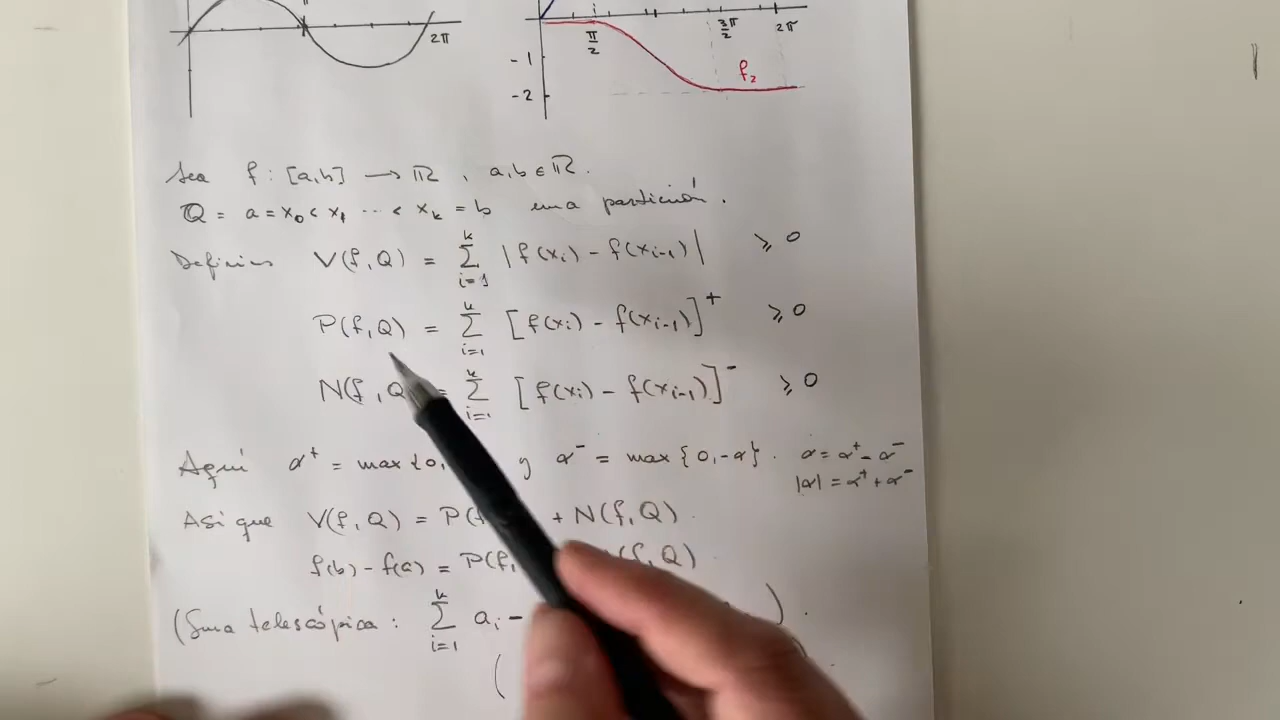 π 2π
π/2 3π/2 2π
-1
f₂
-2
Sea f : [a,b] → ℝ , a,b ∈ ℝ.
Q = a = x₀ < x₁ ... < xₖ = b una partición.
Definimos V(f,Q) = Σ_{i=1}^{k} |f(xᵢ) - f(xᵢ₋₁)| ⩾ 0
P(f,Q) = Σ_{i=1}^{k} [f(xᵢ) - f(xᵢ₋₁)]⁺ ⩾ 0
N(f,Q = Σ_{i=1}^{k} [f(xᵢ) - f(xᵢ₋₁)]⁻ ⩾ 0
Aquí α⁺ = max{0, y α⁻ = max{0,-α}. α = α⁺ - α⁻
|α| = α⁺ + α⁻
Asi que V(f,Q) = P(f + N(f,Q).
f(b) - f(a) = P(f, (f,Q)
(Suma telescópica : Σ_{i=1}^{k} aᵢ - ).
(